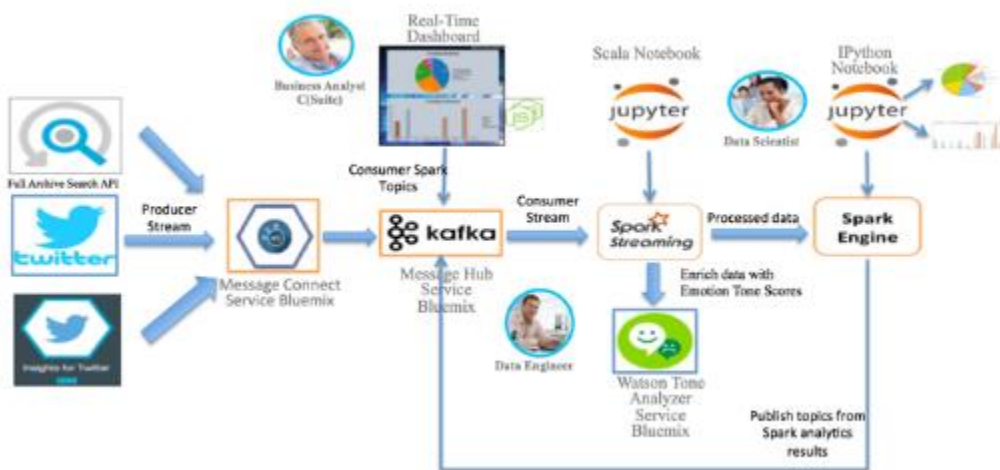 Real-Time
Dashboard
Business Analyst
C(Suite)
JS
Scala Notebook
jupyter
Data Scientist
IPython
Notebook
jupyter
Full Archive Search API
twitter
Insights for Twitter
Producer
Stream
Message Connect
Service Bluemix
Consumer Spark
Topics
kafka
Message Hub
Service
Bluemix
Consumer
Stream
Spark
Streaming
Processed data
Spark
Engine
Enrich data with
Emotion Tone Scores
Data Engineer
Watson Tone
Analyzer
Service
Bluemix
Publish topics from
Spark analytics
results